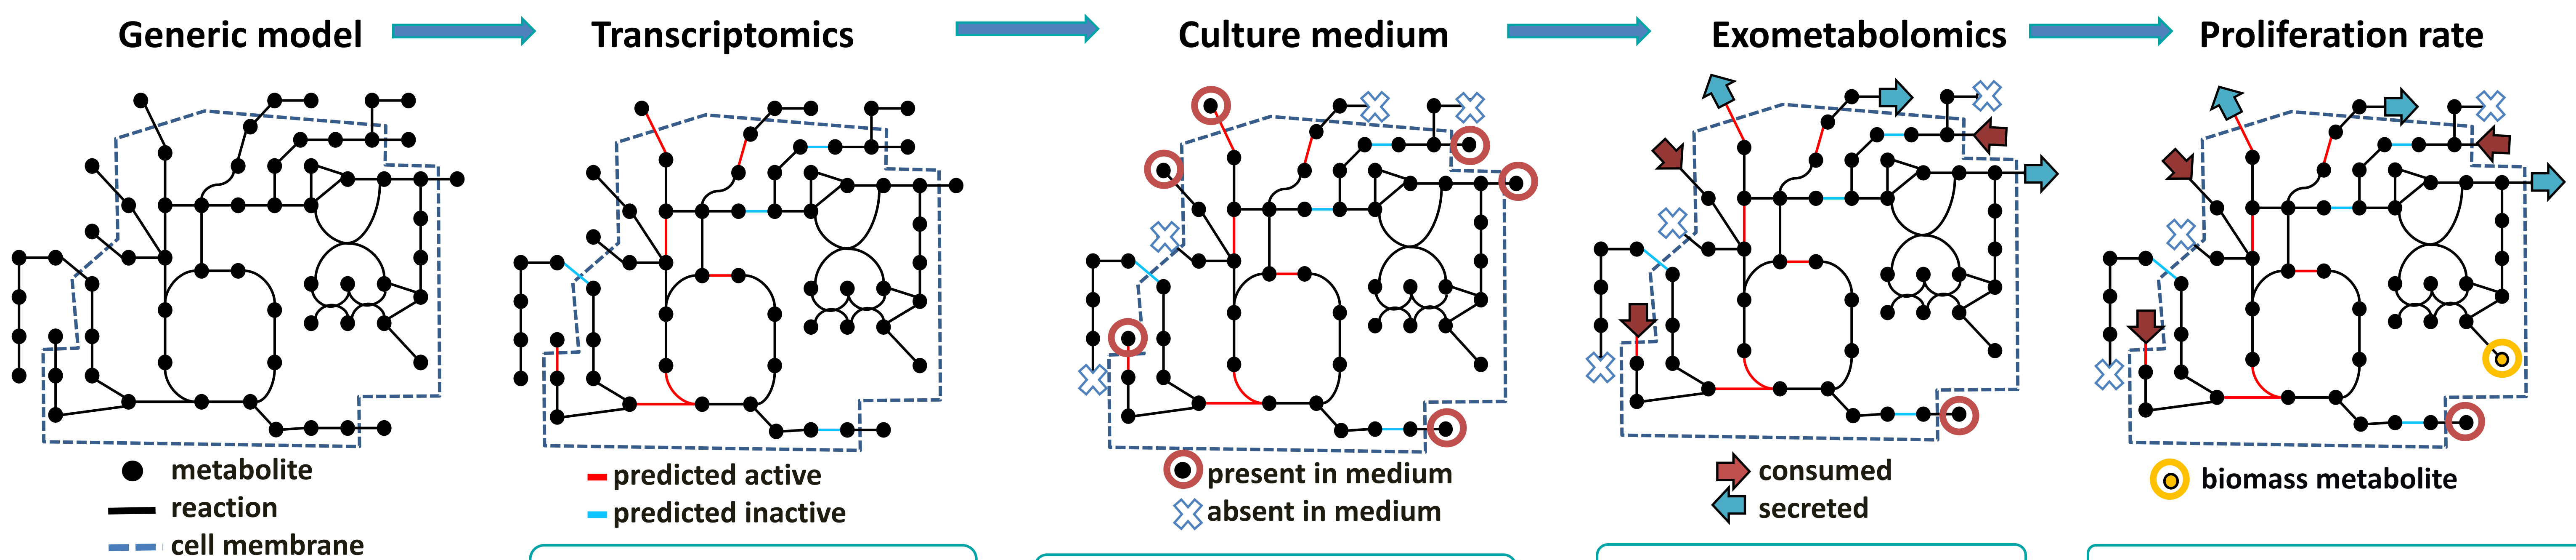 Generic model
Transcriptomics
Culture medium
Exometabolomics
Proliferation rate
metabolite
reaction
cell membrane
predicted active
predicted inactive
present in medium
absent in medium
consumed
secreted
biomass metabolite